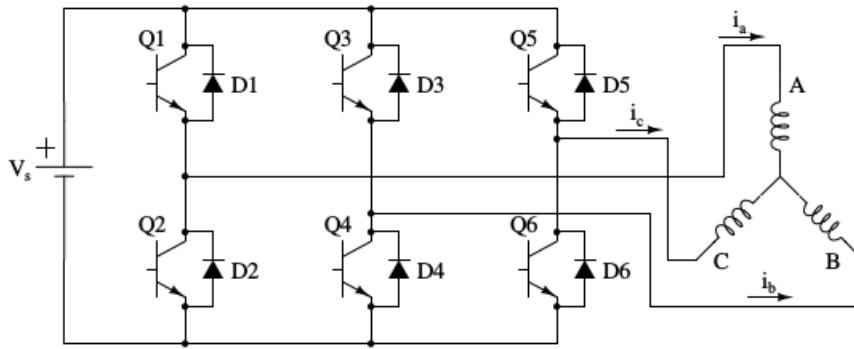 i_a
Q1
Q3
Q5
A
D1
D3
D5
i_c
+
V_s
Q2
Q4
Q6
C
B
D2
D4
D6
i_b